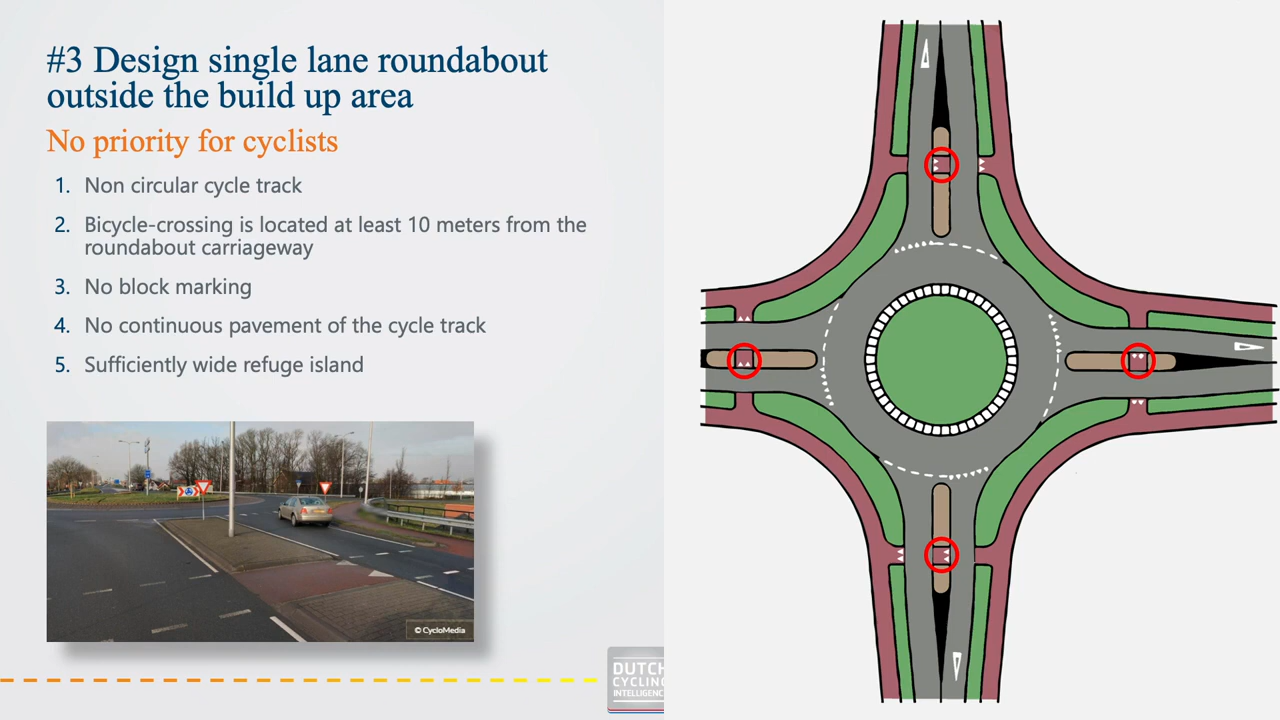 #3 Design single lane roundabout
outside the build up area
No priority for cyclists
1. Non circular cycle track
2. Bicycle-crossing is located at least 10 meters from the
roundabout carriageway
3. No block marking
4. No continuous pavement of the cycle track
5. Sufficiently wide refuge island
© CycloMedia
DUTCH
CYCLING
INTELLIGENC